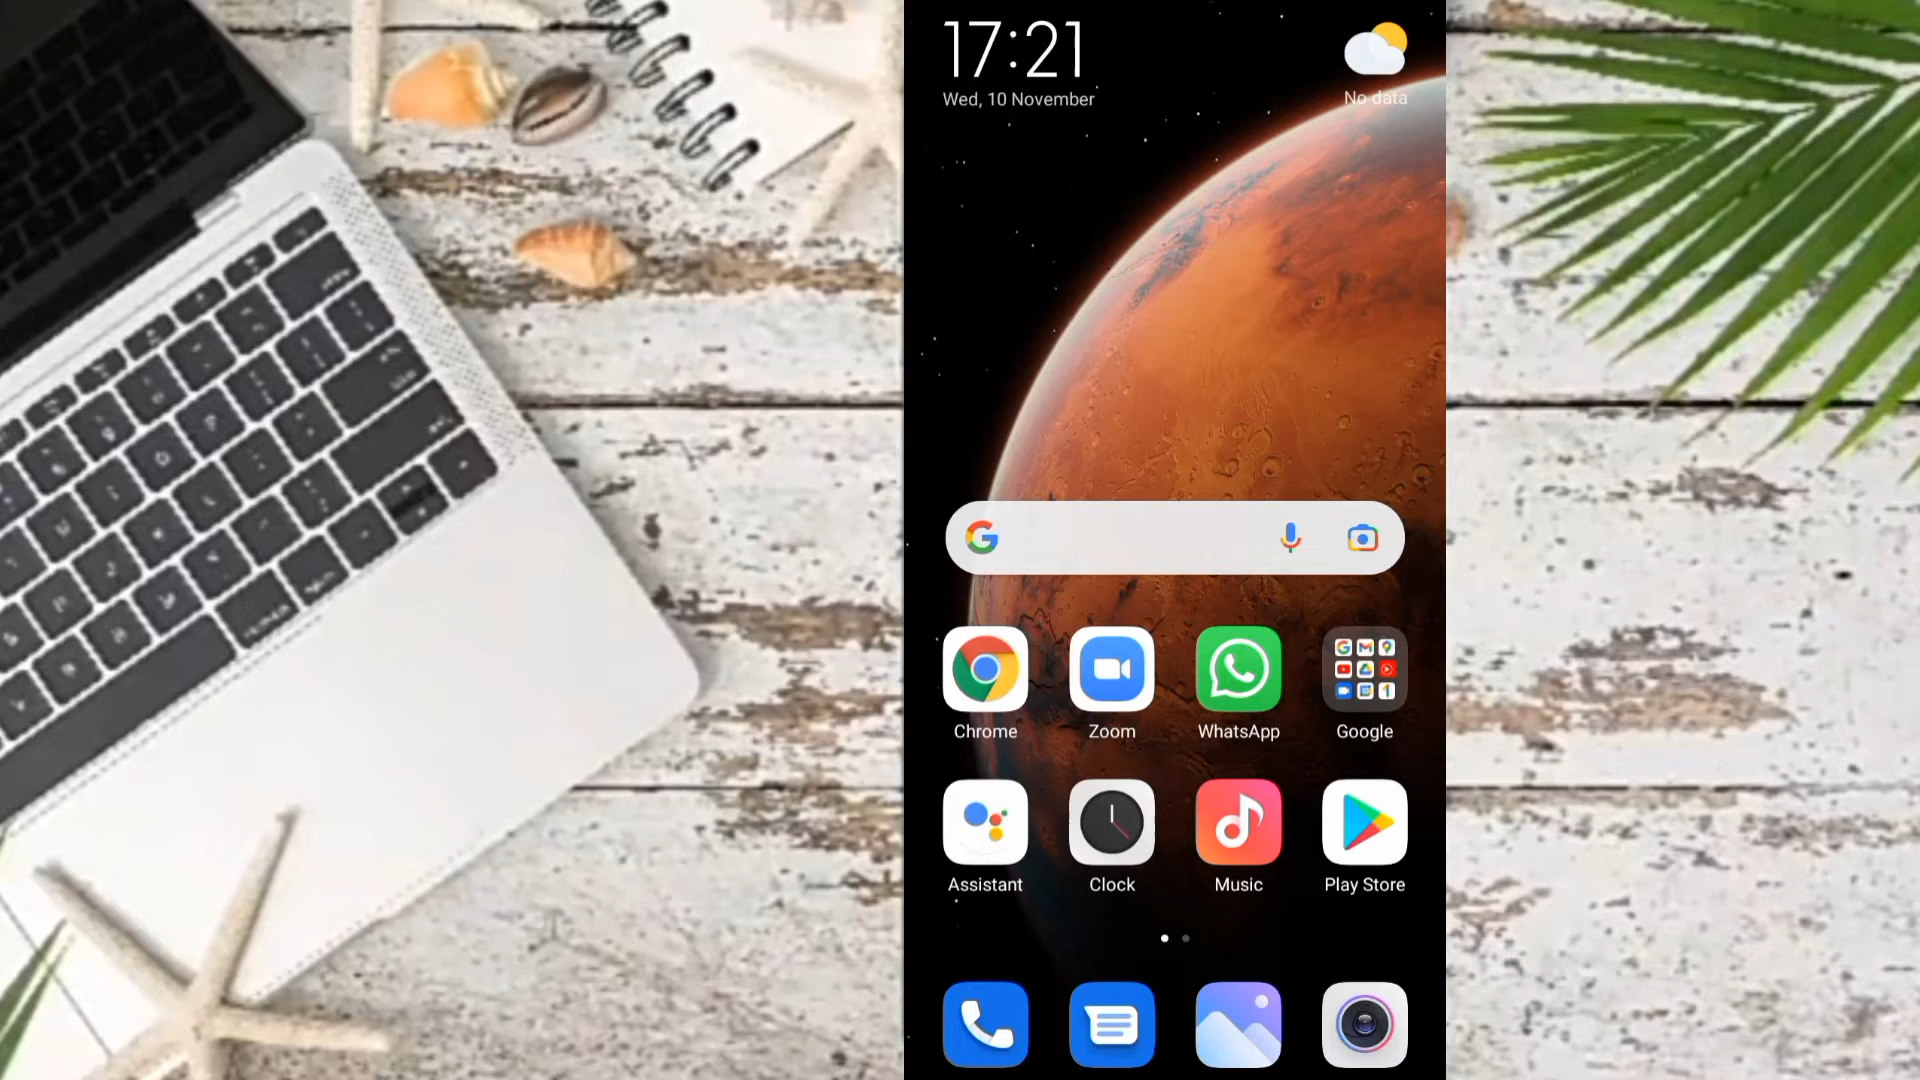 17:21
Wed, 10 November
No data
Chrome
Zoom
WhatsApp
Google
Assistant
Clock
Music
Play Store